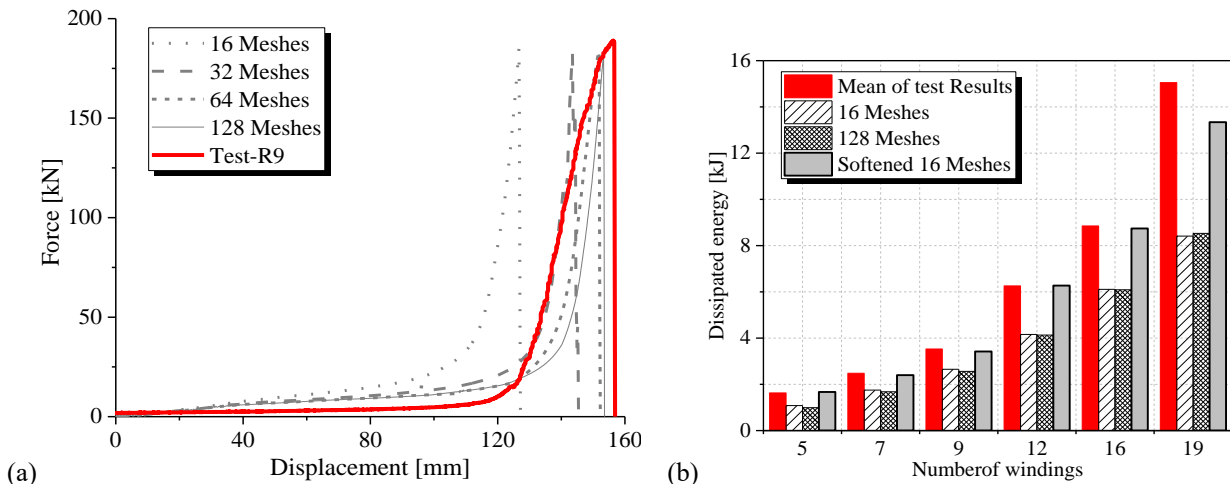 200
150
100
50
0
Force [kN]
16 Meshes
32 Meshes
64 Meshes
128 Meshes
Test-R9
0 40 80 120 160
Displacement [mm]
(a)
16
12
8
4
0
Dissipated energy [kJ]
Mean of test Results
16 Meshes
128 Meshes
Softened 16 Meshes
5 7 9 12 16 19
Numberof windings
(b)